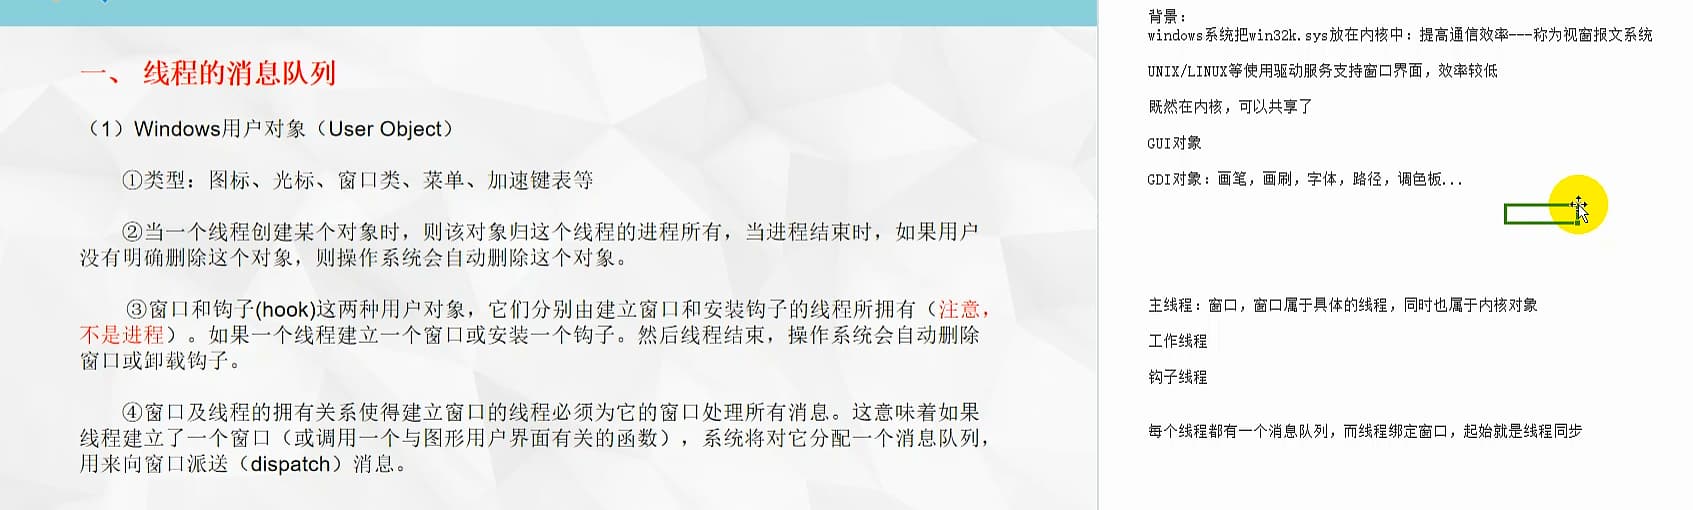 一、 线程的消息队列
（1）Windows用户对象（User Object）
①类型：图标、光标、窗口类、菜单、加速键表等
②当一个线程创建某个对象时，则该对象归这个线程的进程所有，当进程结束时，如果用户
没有明确删除这个对象，则操作系统会自动删除这个对象。
③窗口和钩子(hook)这两种用户对象，它们分别由建立窗口和安装钩子的线程所拥有（注意，
不是进程）。如果一个线程建立一个窗口或安装一个钩子。然后线程结束，操作系统会自动删除
窗口或卸载钩子。
④窗口及线程的拥有关系使得建立窗口的线程必须为它的窗口处理所有消息。这意味着如果
线程建立了一个窗口（或调用一个与图形用户界面有关的函数），系统将对它分配一个消息队列，
用来向窗口派送（dispatch）消息。
背景：
windows系统把win32k.sys放在内核中：提高通信效率---称为视窗报文系统
UNIX/LINUX等使用驱动服务支持窗口界面，效率较低
既然在内核，可以共享了
GUI对象
GDI对象：画笔，画刷，字体，路径，调色板...
主线程：窗口，窗口属于具体的线程，同时也属于内核对象
工作线程
钩子线程
每个线程都有一个消息队列，而线程绑定窗口，起始就是线程同步